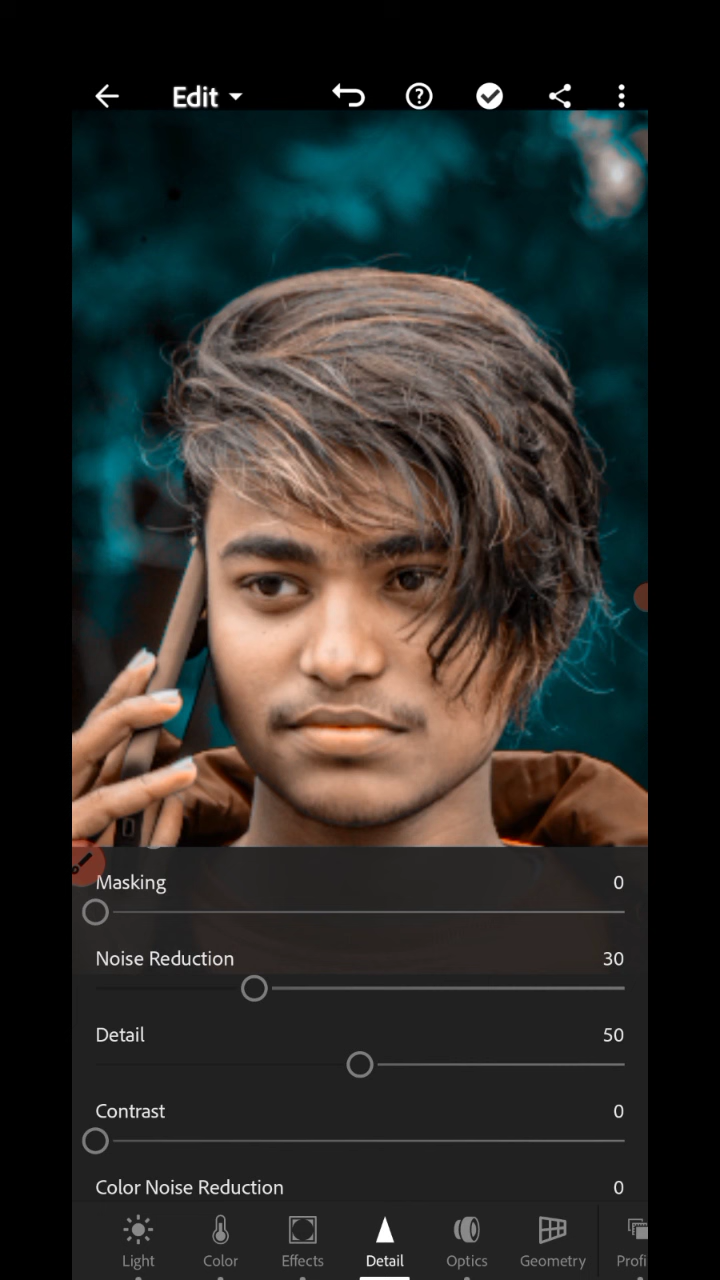 Edit
Masking 0
Noise Reduction 30
Detail 50
Contrast 0
Color Noise Reduction 0
Light Color Effects Detail Optics Geometry Profi